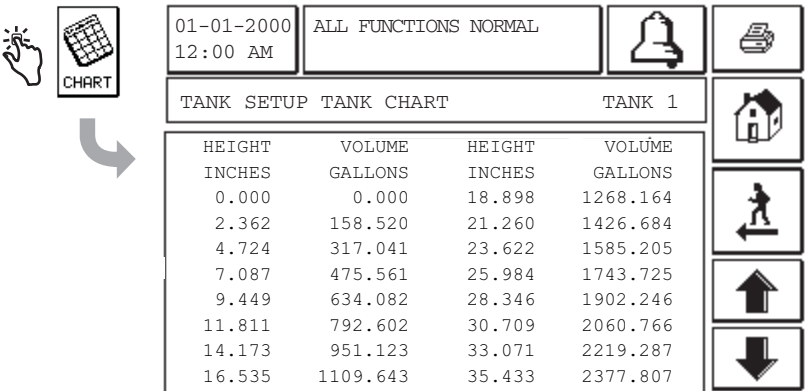 CHART
01-01-2000
12:00 AM
ALL FUNCTIONS NORMAL
TANK SETUP TANK CHART TANK 1
HEIGHT VOLUME HEIGHT VOLUME
INCHES GALLONS INCHES GALLONS
0.000 0.000 18.898 1268.164
2.362 158.520 21.260 1426.684
4.724 317.041 23.622 1585.205
7.087 475.561 25.984 1743.725
9.449 634.082 28.346 1902.246
11.811 792.602 30.709 2060.766
14.173 951.123 33.071 2219.287
16.535 1109.643 35.433 2377.807